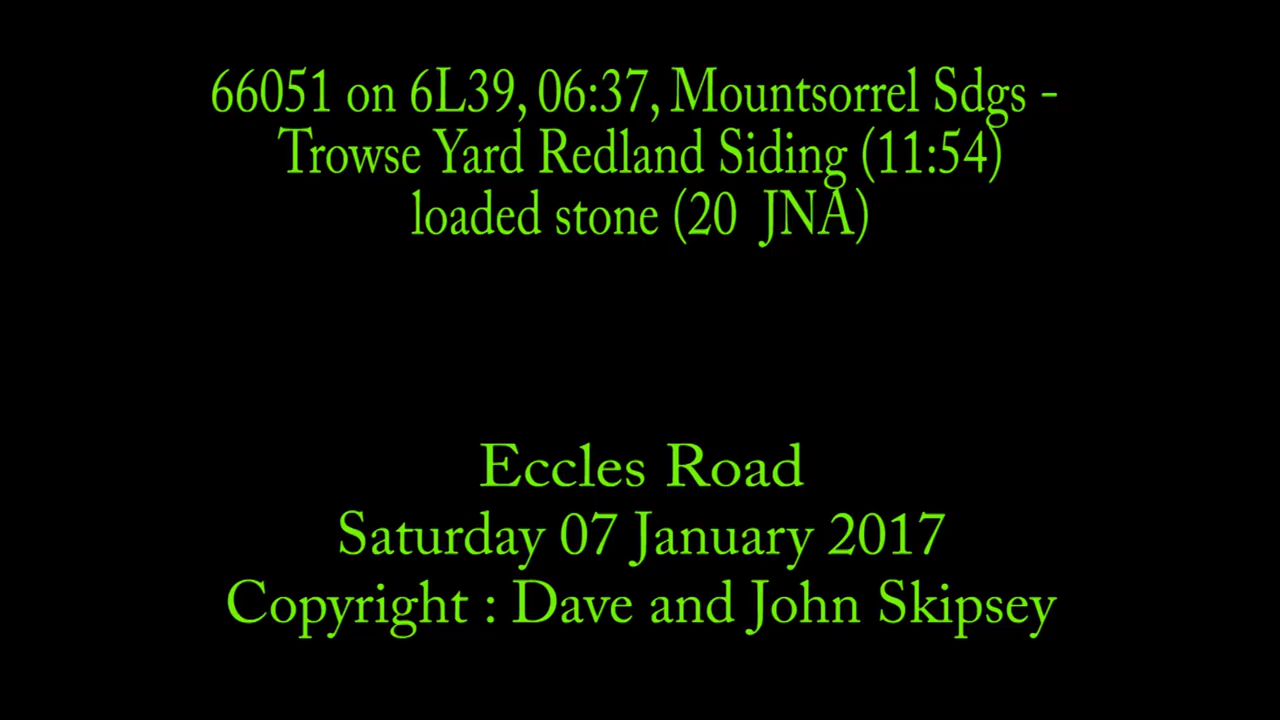 66051 on 6L39, 06:37, Mountsorrel Sdgs -
Trowse Yard Redland Siding (11:54)
loaded stone (20 JNA)
Eccles Road
Saturday 07 January 2017
Copyright : Dave and John Skipsey